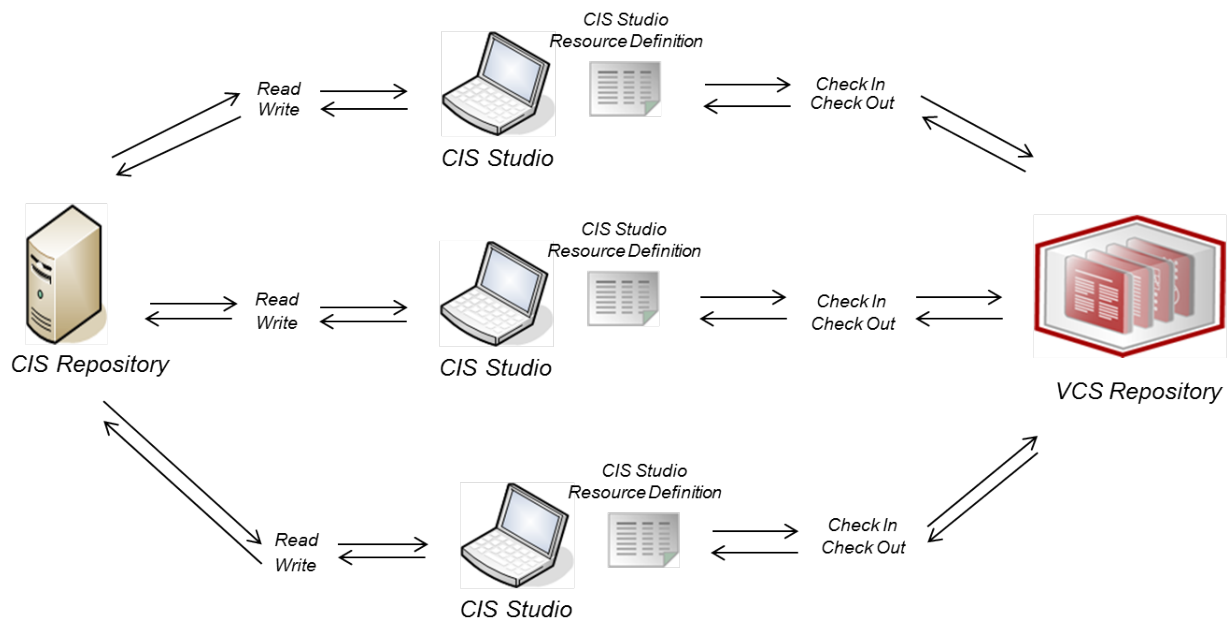 CIS Studio
Resource Definition
Read
Write
Check In
Check Out
CIS Studio
CIS Studio
Resource Definition
Read
Write
Check In
Check Out
CIS Repository
CIS Studio
VCS Repository
CIS Studio
Resource Definition
Read
Write
Check In
Check Out
CIS Studio